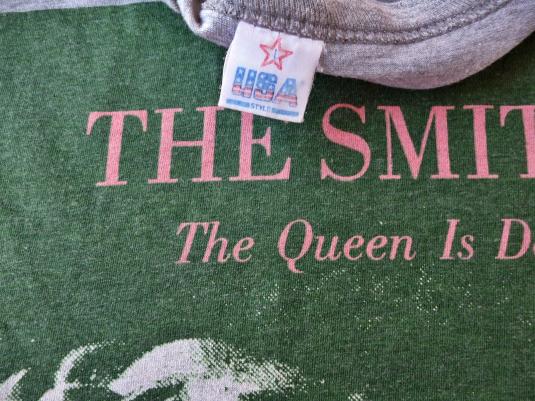 L
USA
STYLE
THE SMIT
The Queen Is D